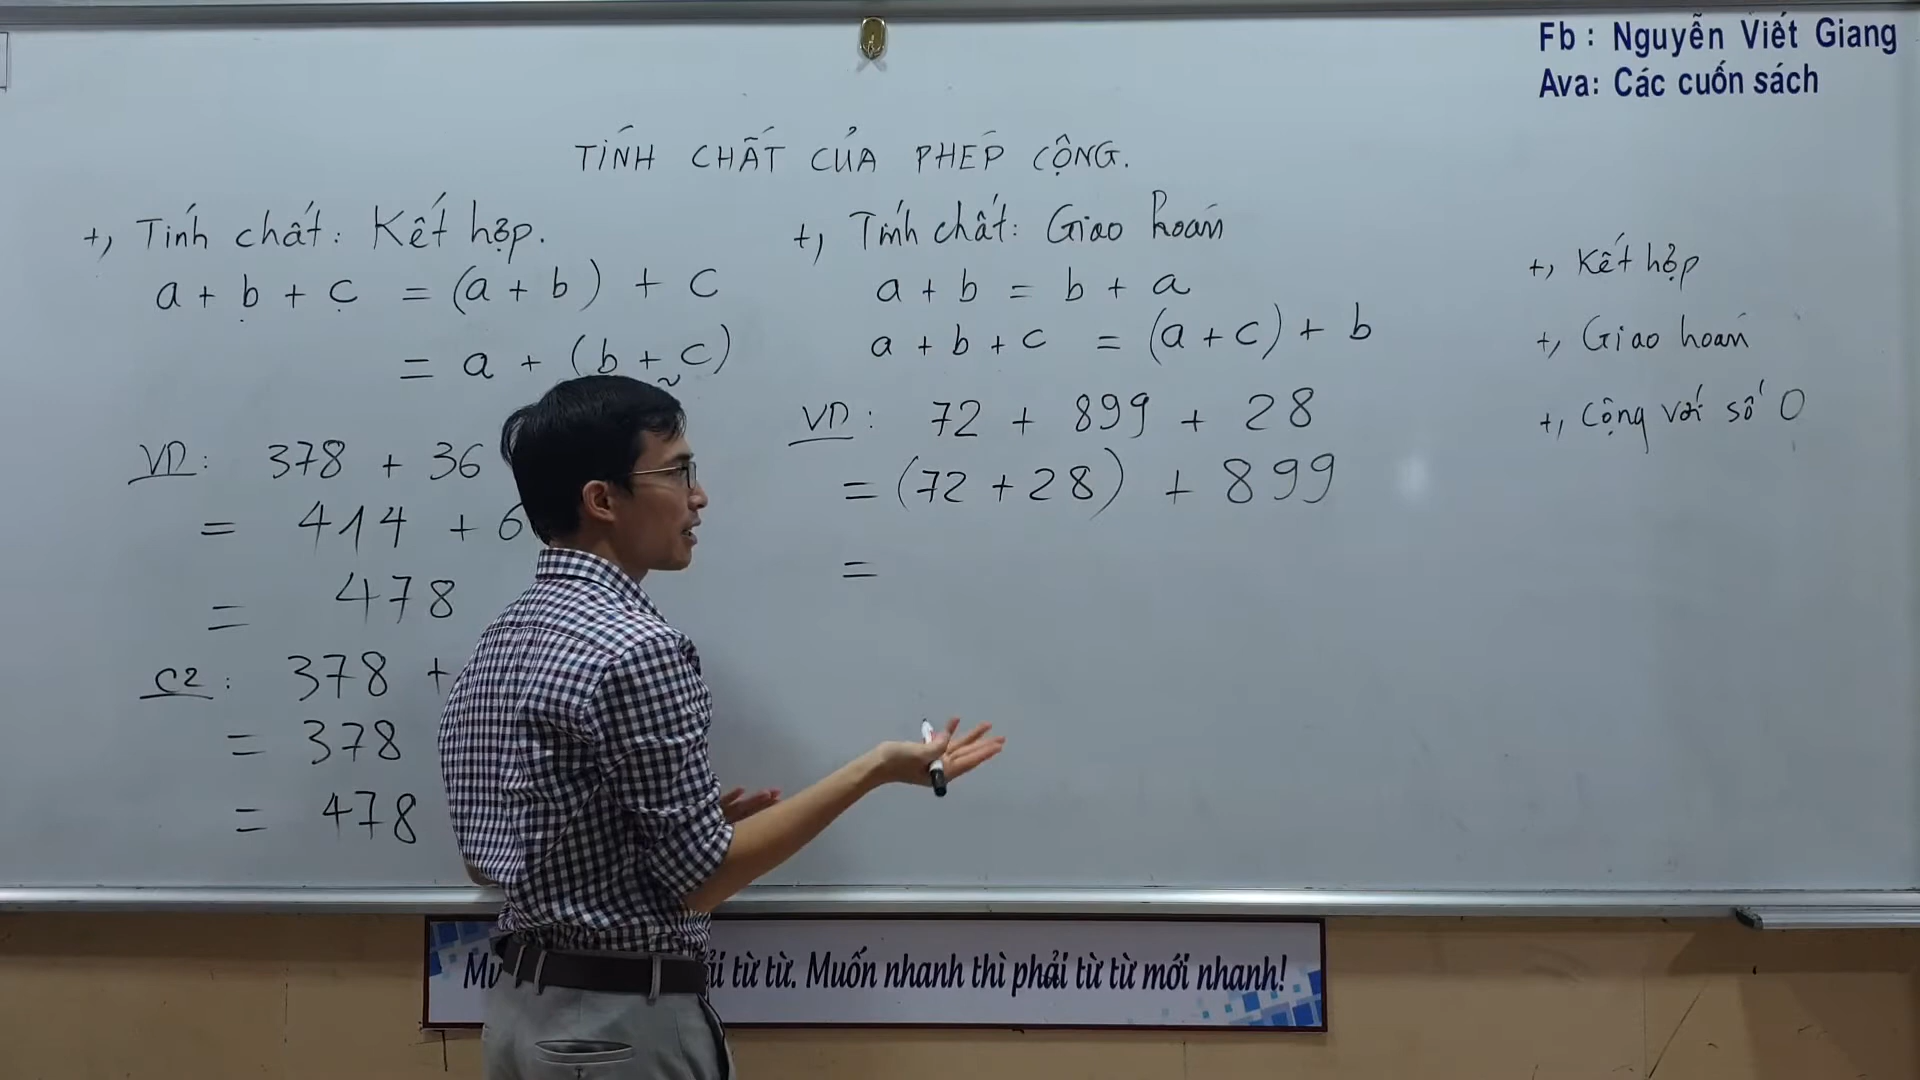 Fb : Nguyễn Viết Giang
Ava: Các cuốn sách
TÍNH CHẤT CỦA PHÉP CỘNG.
+, Tính chất: Kết hợp.
a + b + c = (a + b) + c
= a + (b + c)
VD: 378 + 36
= 414 + 6
= 478
C2: 378 +
= 378
= 478
+, Tính chất: Giao hoán
a + b = b + a
a + b + c = (a + c) + b
VD: 72 + 899 + 28
= (72 + 28) + 899
=
+, Kết hợp
+, Giao hoán
+, Cộng với số 0
từ từ. Muốn nhanh thì phải từ từ mới nhanh!